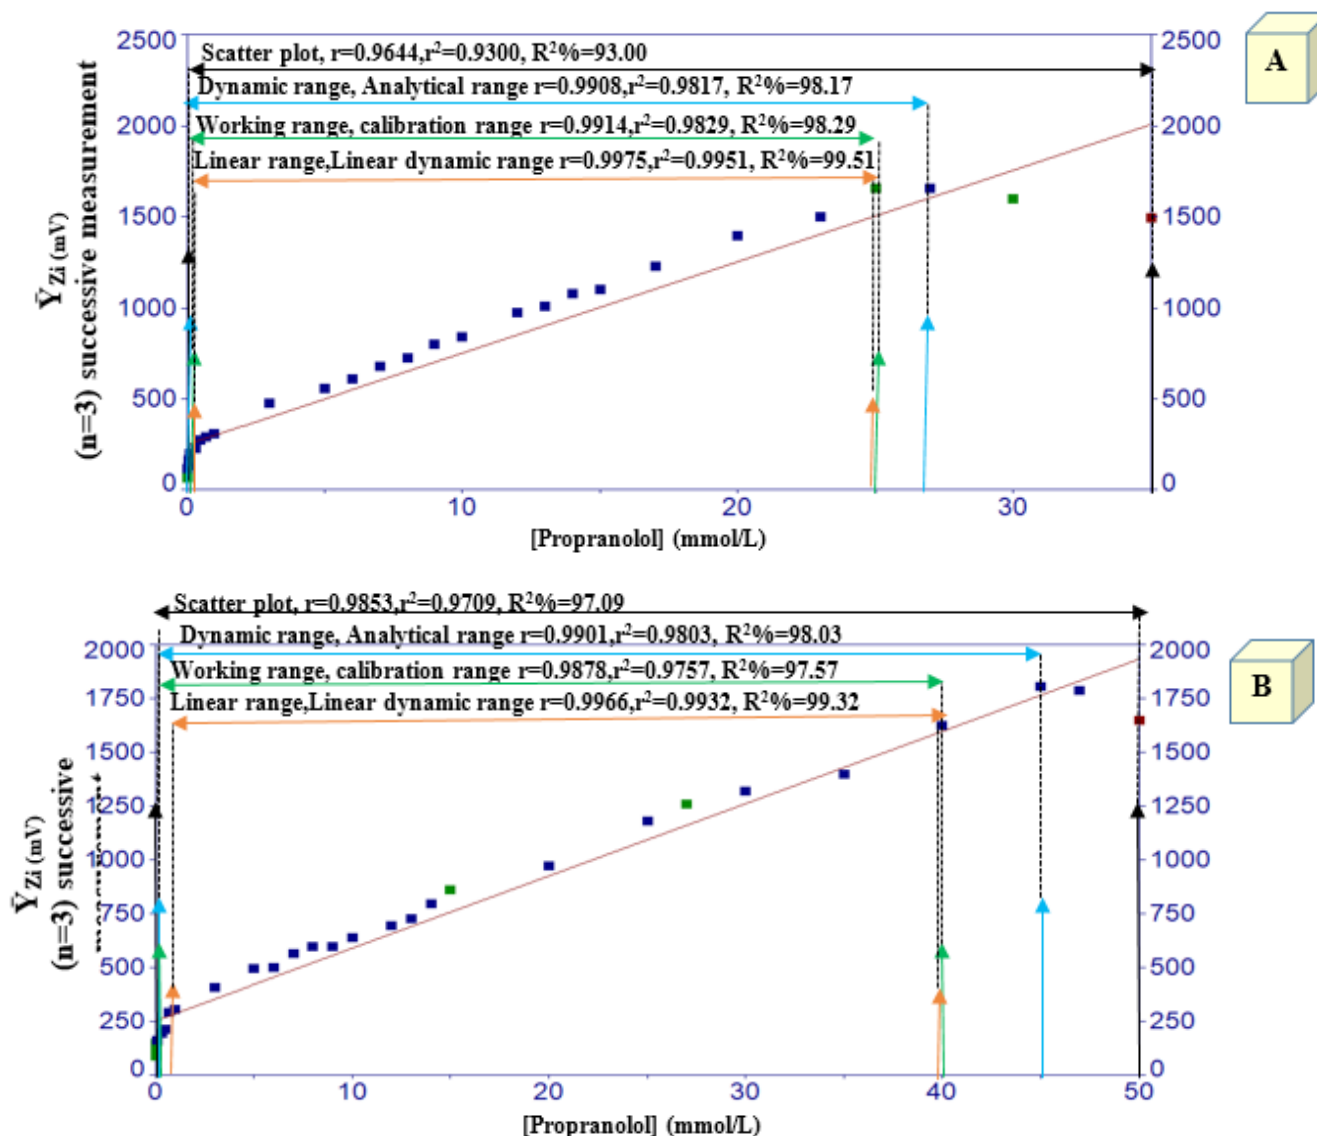 A
Scatter plot, r=0.9644,r²=0.9300, R²%=93.00
Dynamic range, Analytical range r=0.9908,r²=0.9817, R²%=98.17
Working range, calibration range r=0.9914,r²=0.9829, R²%=98.29
Linear range,Linear dynamic range r=0.9975,r²=0.9951, R²%=99.51
2500
2000
1500
1000
500
0
2500
2000
1500
1000
500
0
ȲZi (mV)
(n=3) successive measurement
0 10 20 30
[Propranolol] (mmol/L)
B
Scatter plot, r=0.9853,r²=0.9709, R²%=97.09
Dynamic range, Analytical range r=0.9901,r²=0.9803, R²%=98.03
Working range, calibration range r=0.9878,r²=0.9757, R²%=97.57
Linear range,Linear dynamic range r=0.9966,r²=0.9932, R²%=99.32
2000
1750
1500
1250
1000
750
500
250
0
2000
1750
1500
1250
1000
750
500
250
0
ȲZi (mV)
(n=3) successive
0 10 20 30 40 50
[Propranolol] (mmol/L)